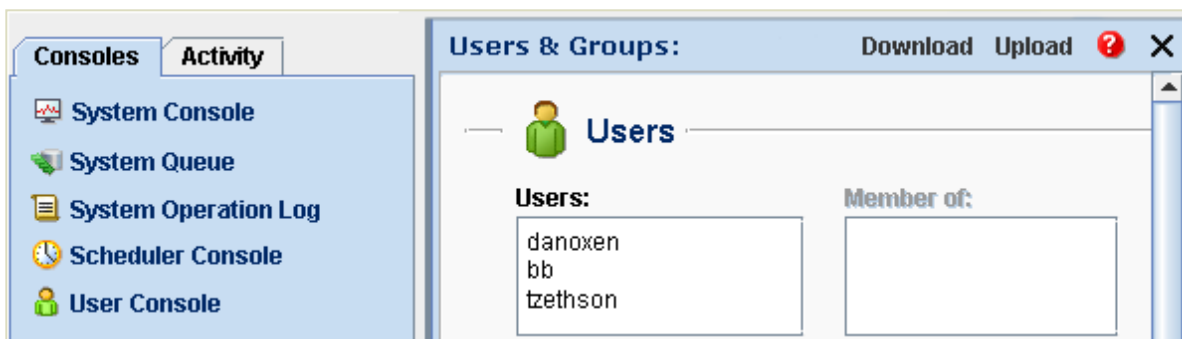 Consoles Activity
System Console
System Queue
System Operation Log
Scheduler Console
User Console
Users & Groups: Download Upload ? X
Users
Users:
danoxen
bb
tzethson
Member of: